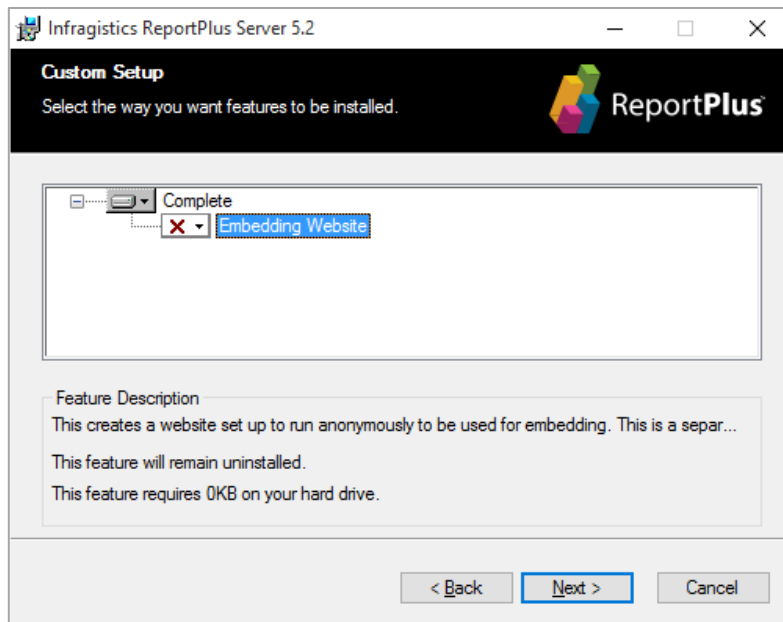 Infragistics ReportPlus Server 5.2
Custom Setup
Select the way you want features to be installed.
ReportPlus
Complete
Embedding Website
Feature Description
This creates a website set up to run anonymously to be used for embedding. This is a separ...
This feature will remain uninstalled.
This feature requires 0KB on your hard drive.
< Back
Next >
Cancel